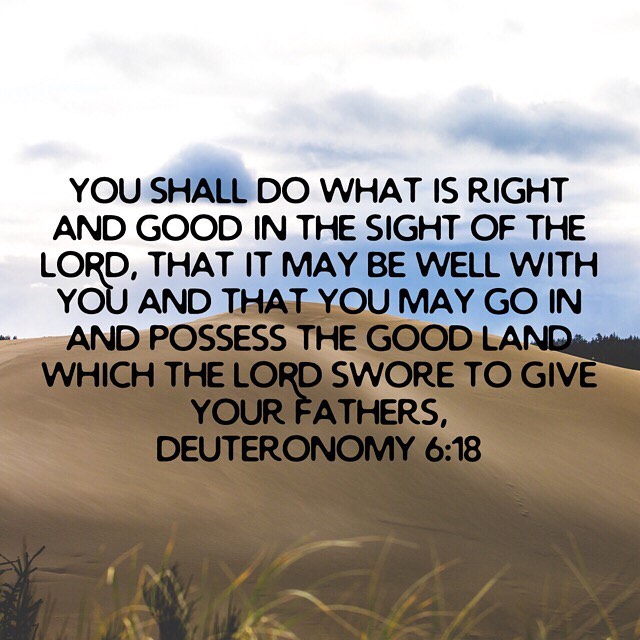 YOU SHALL DO WHAT IS RIGHT
AND GOOD IN THE SIGHT OF THE
LORD, THAT IT MAY BE WELL WITH
YOU AND THAT YOU MAY GO IN
AND POSSESS THE GOOD LAND
WHICH THE LORD SWORE TO GIVE
YOUR FATHERS,
DEUTERONOMY 6:18